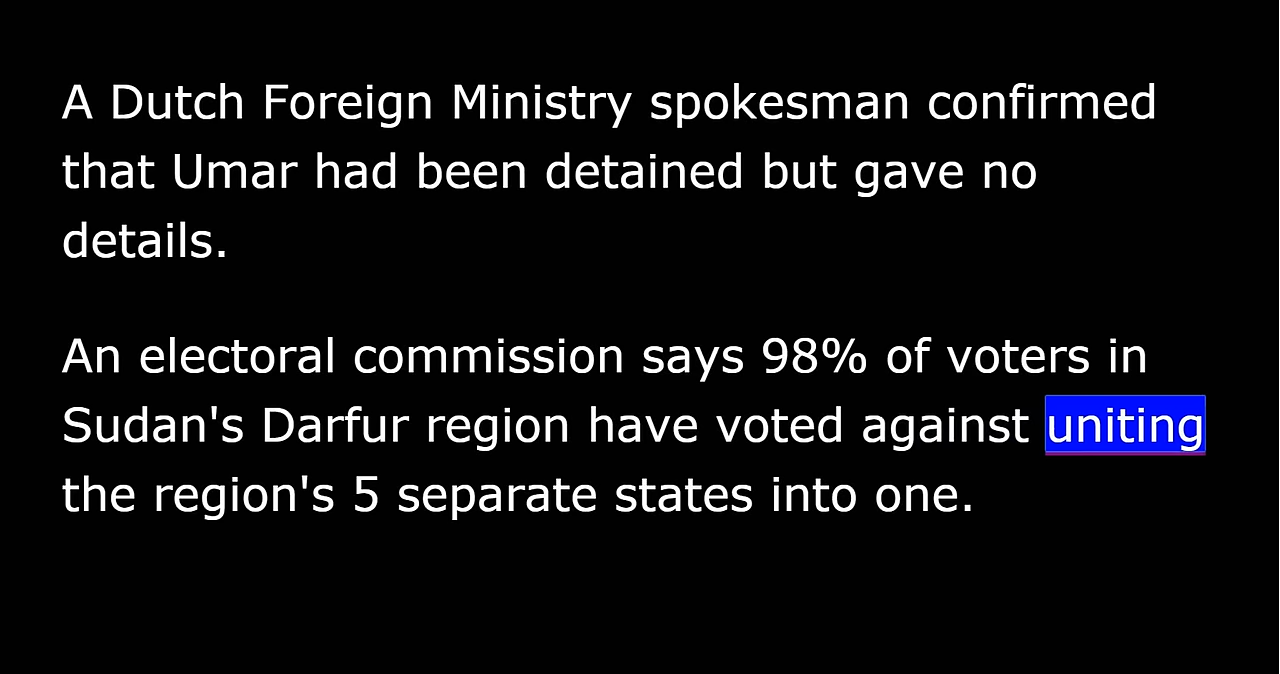 A Dutch Foreign Ministry spokesman confirmed
that Umar had been detained but gave no
details.
An electoral commission says 98% of voters in
Sudan's Darfur region have voted against uniting
the region's 5 separate states into one.